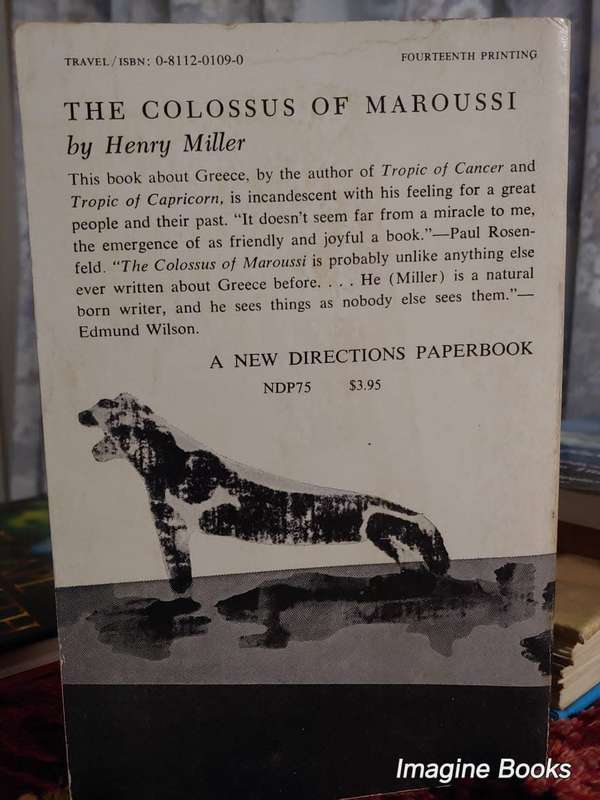 TRAVEL/ISBN: 0-8112-0109-0
FOURTEENTH PRINTING
THE COLOSSUS OF MAROUSSI
by Henry Miller
This book about Greece, by the author of Tropic of Cancer and
Tropic of Capricorn, is incandescent with his feeling for a great
people and their past. “It doesn't seem far from a miracle to me,
the emergence of as friendly and joyful a book.”—Paul Rosen-
feld. “The Colossus of Maroussi is probably unlike anything else
ever written about Greece before. . . . He (Miller) is a natural
born writer, and he sees things as nobody else sees them.”—
Edmund Wilson.
A NEW DIRECTIONS PAPERBOOK
NDP75 $3.95
Imagine Books